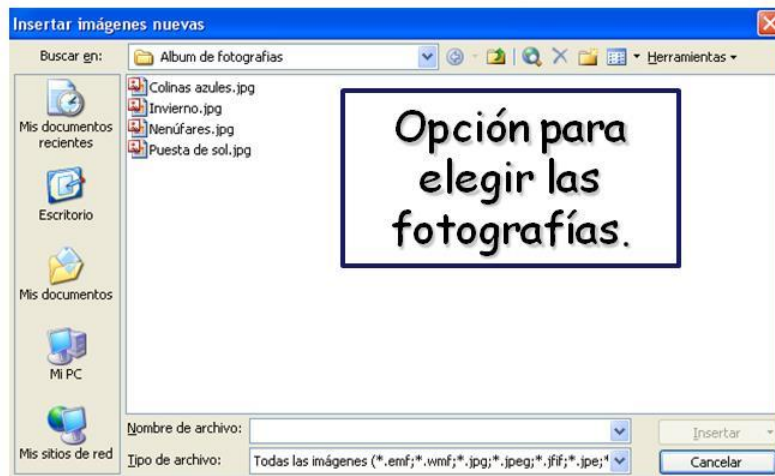 Insertar imágenes nuevas
Buscar en: Album de fotografias Herramientas
Colinas azules.jpg
Invierno.jpg
Nenúfares.jpg
Puesta de sol.jpg
Opción para
elegir las
fotografías.
Mis documentos
recientes
Escritorio
Mis documentos
Mi PC
Mis sitios de red
Nombre de archivo: Insertar
Tipo de archivo: Todas las imágenes (*.emf;*.wmf;*.jpg;*.jpeg;*.jfif;*.jpe;* Cancelar